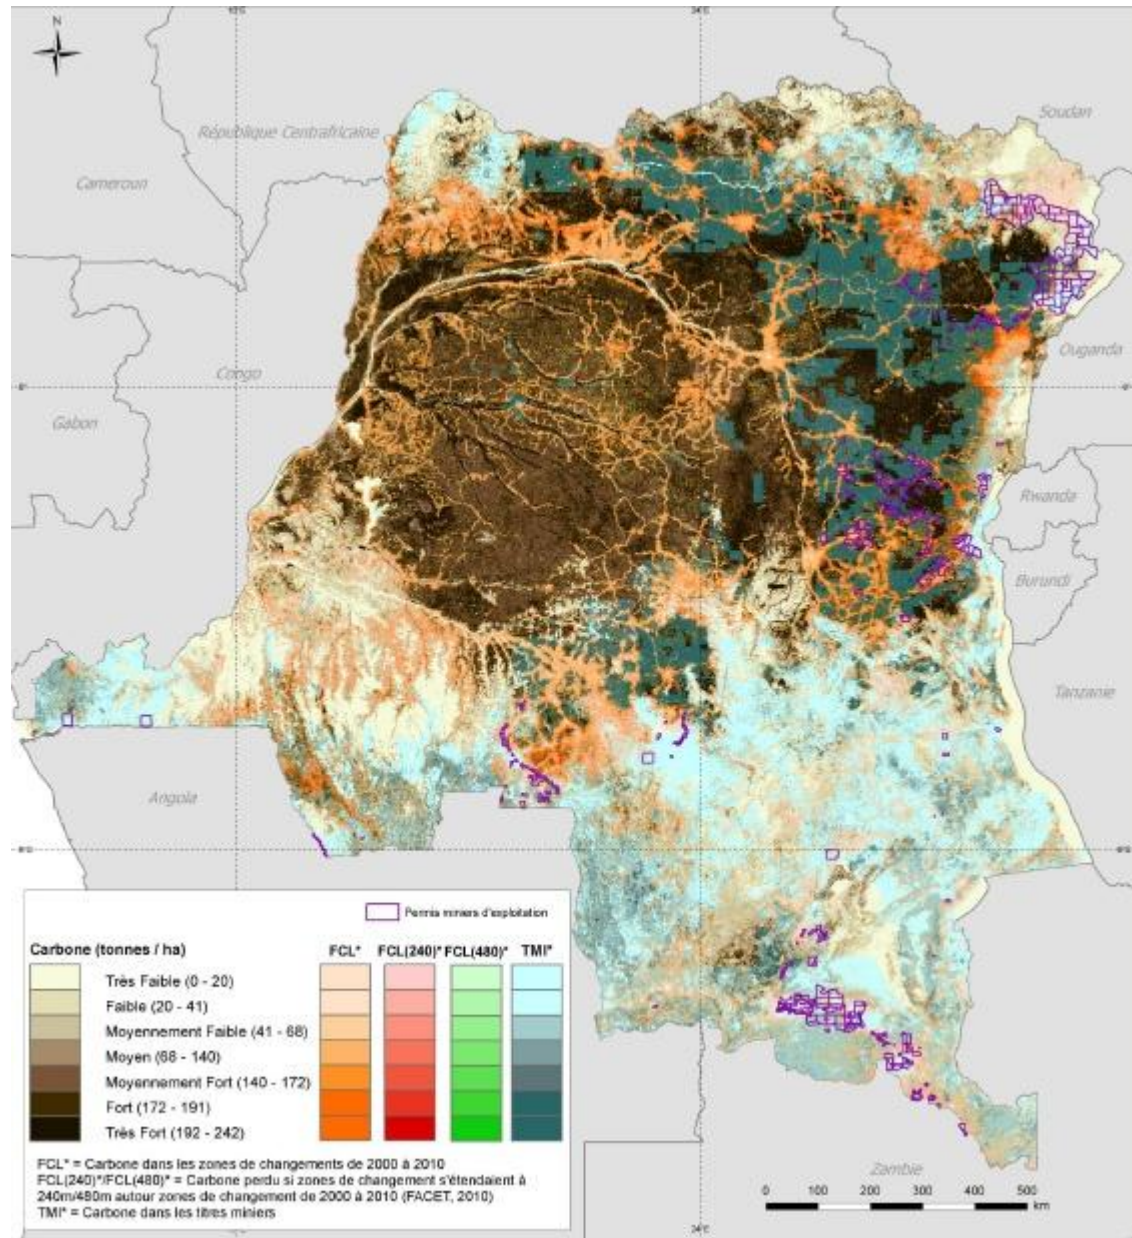 N
24°E
République Centrafricaine
Soudan
Cameroun
Congo
0°
Ouganda
Gabon
Rwanda
Burundi
Tanzanie
Angola
Permis miniers d'exploitation
Carbone (tonnes / ha)
FCL* FCL(240)* FCL(480)* TMI*
Très Faible (0 - 20)
Faible (20 - 41)
Moyennement Faible (41 - 68)
Moyen (68 - 140)
Moyennement Fort (140 - 172)
Fort (172 - 191)
Très Fort (192 - 242)
FCL* = Carbone dans les zones de changements de 2000 à 2010
FCL(240)*/FCL(480)* = Carbone perdu si zones de changement s'étendaient à
240m/480m autour zones de changement de 2000 à 2010 (FACET, 2010)
TMI* = Carbone dans les titres miniers
Zambie
0 100 200 300 400 500
km
24°E